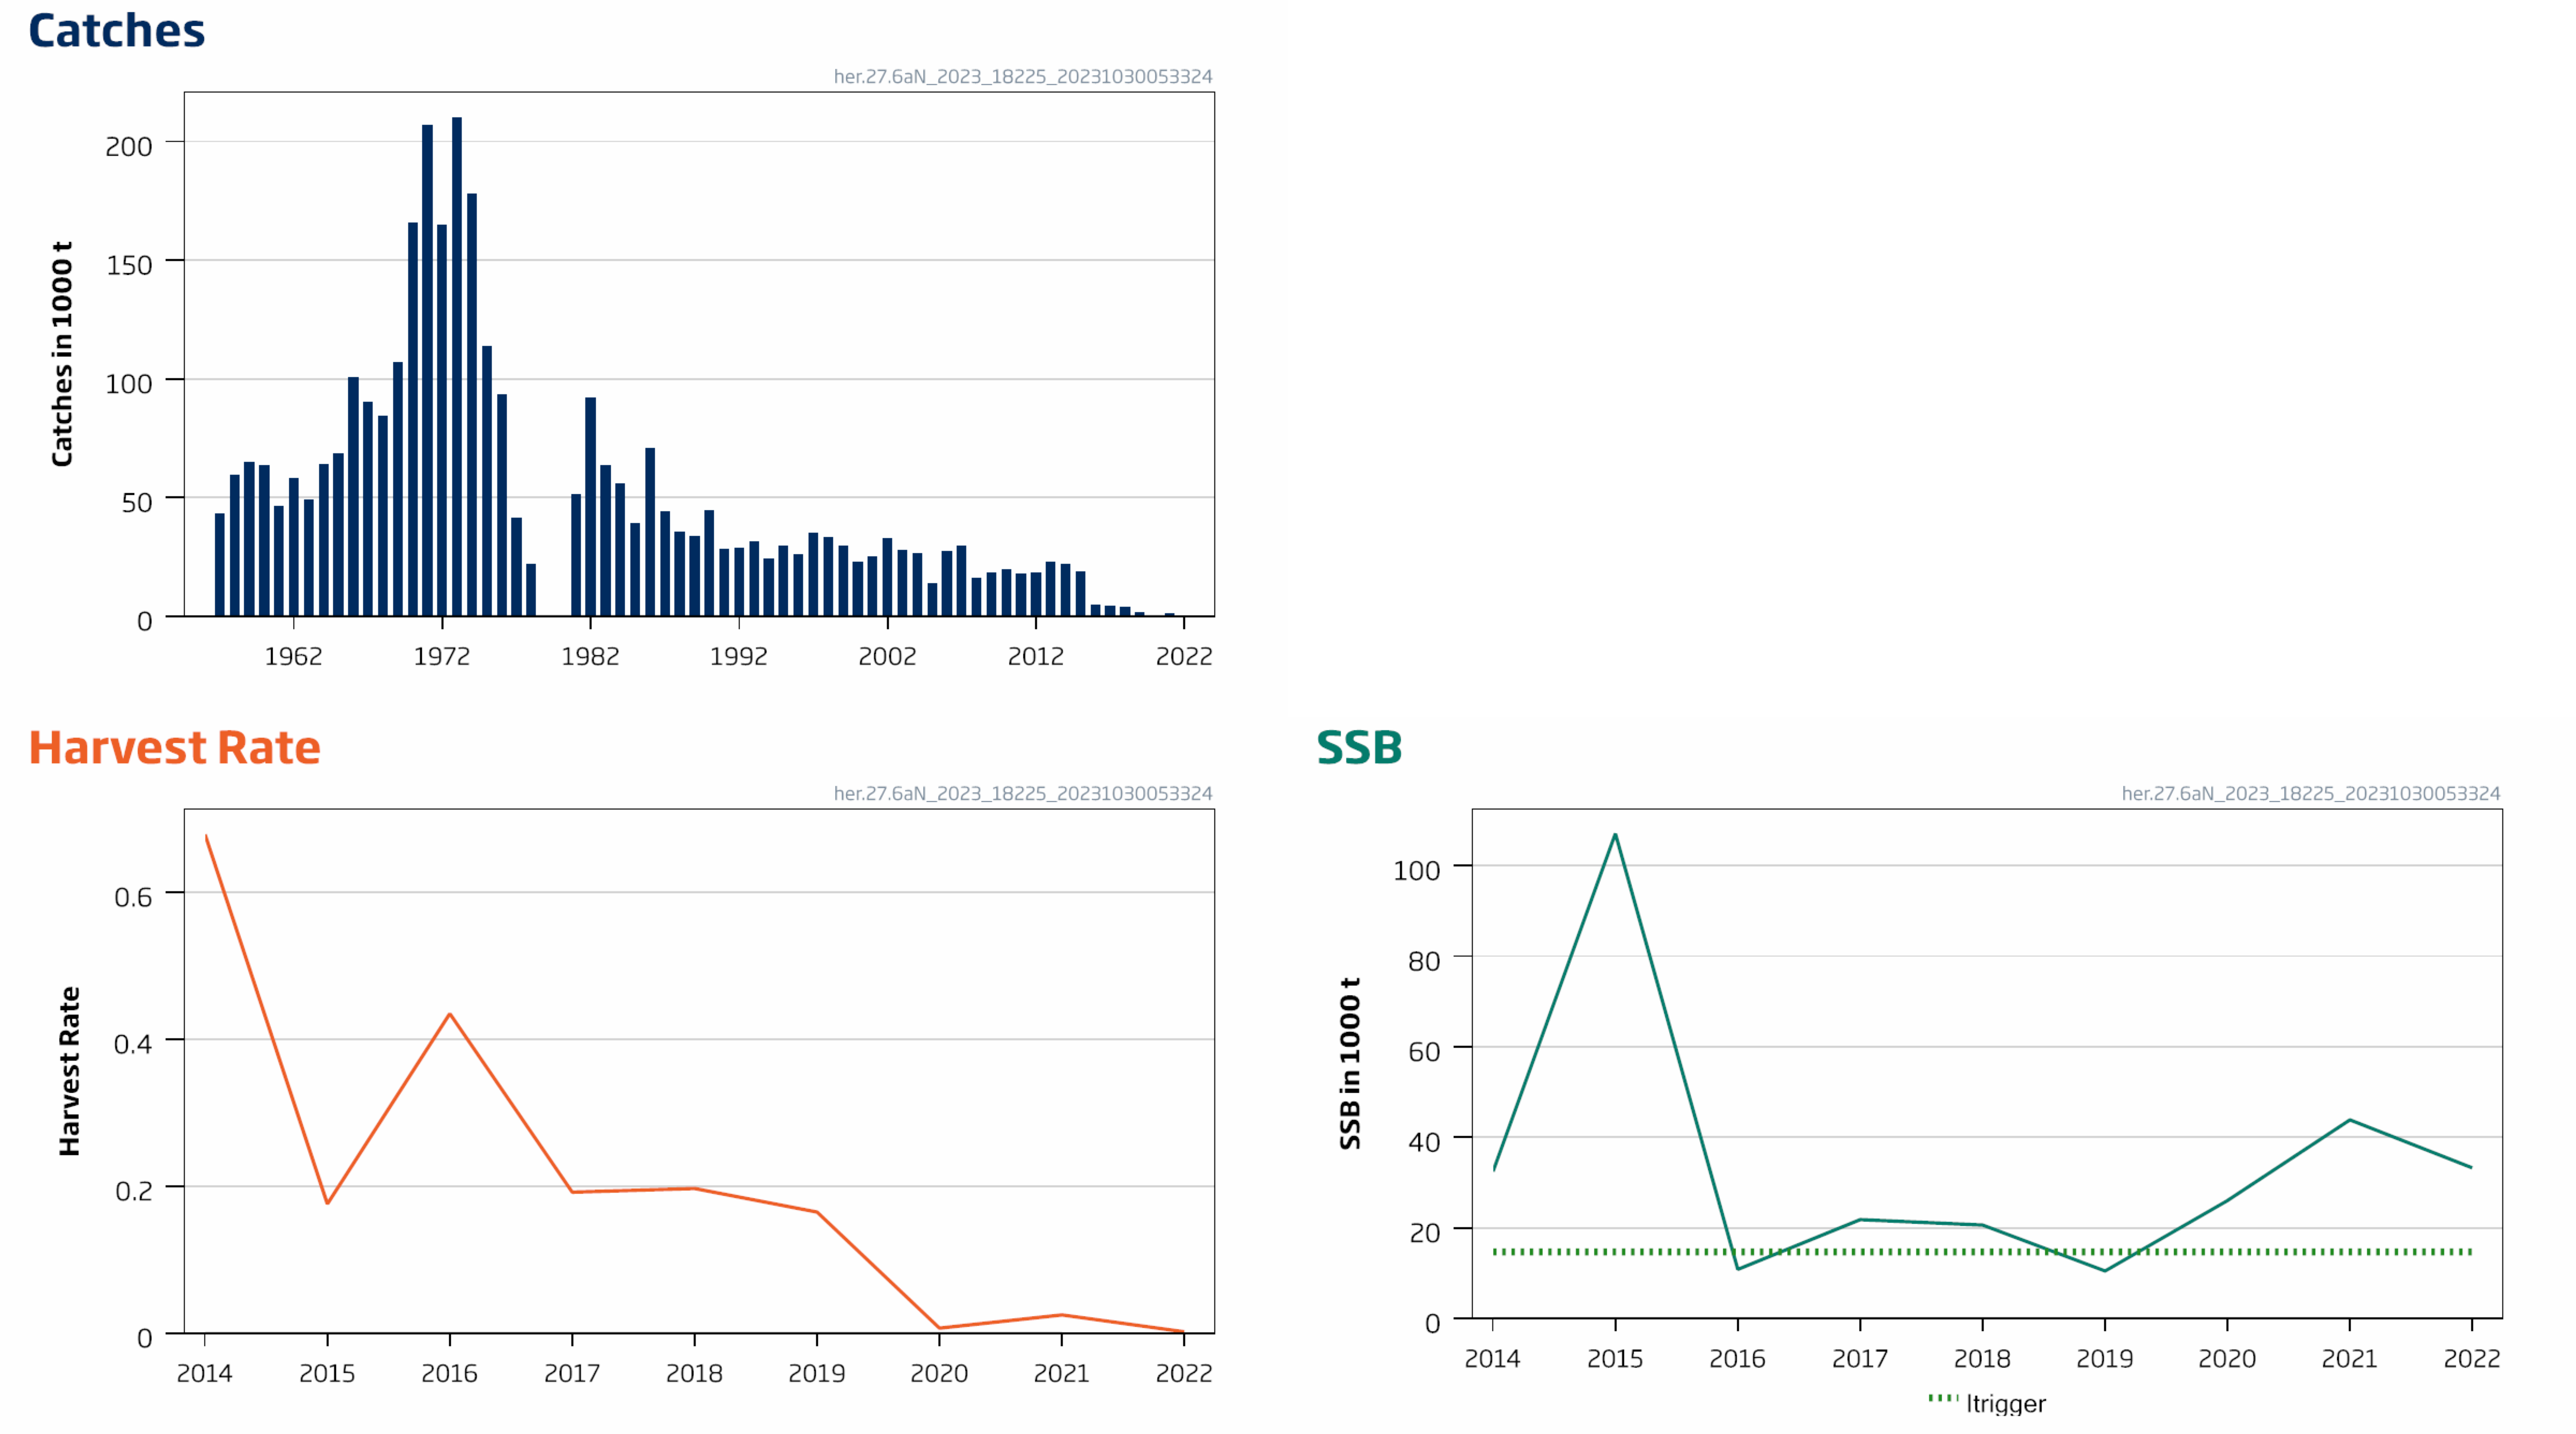 Catches
her.27.6aN_2023_18225_20231030053324
Catches in 1000 t
200
150
100
50
0
1962 1972 1982 1992 2002 2012 2022
Harvest Rate
her.27.6aN_2023_18225_20231030053324
Harvest Rate
0.6
0.4
0.2
0
2014 2015 2016 2017 2018 2019 2020 2021 2022
SSB
her.27.6aN_2023_18225_20231030053324
SSB in 1000 t
100
80
60
40
20
0
2014 2015 2016 2017 2018 2019 2020 2021 2022
Itrigger